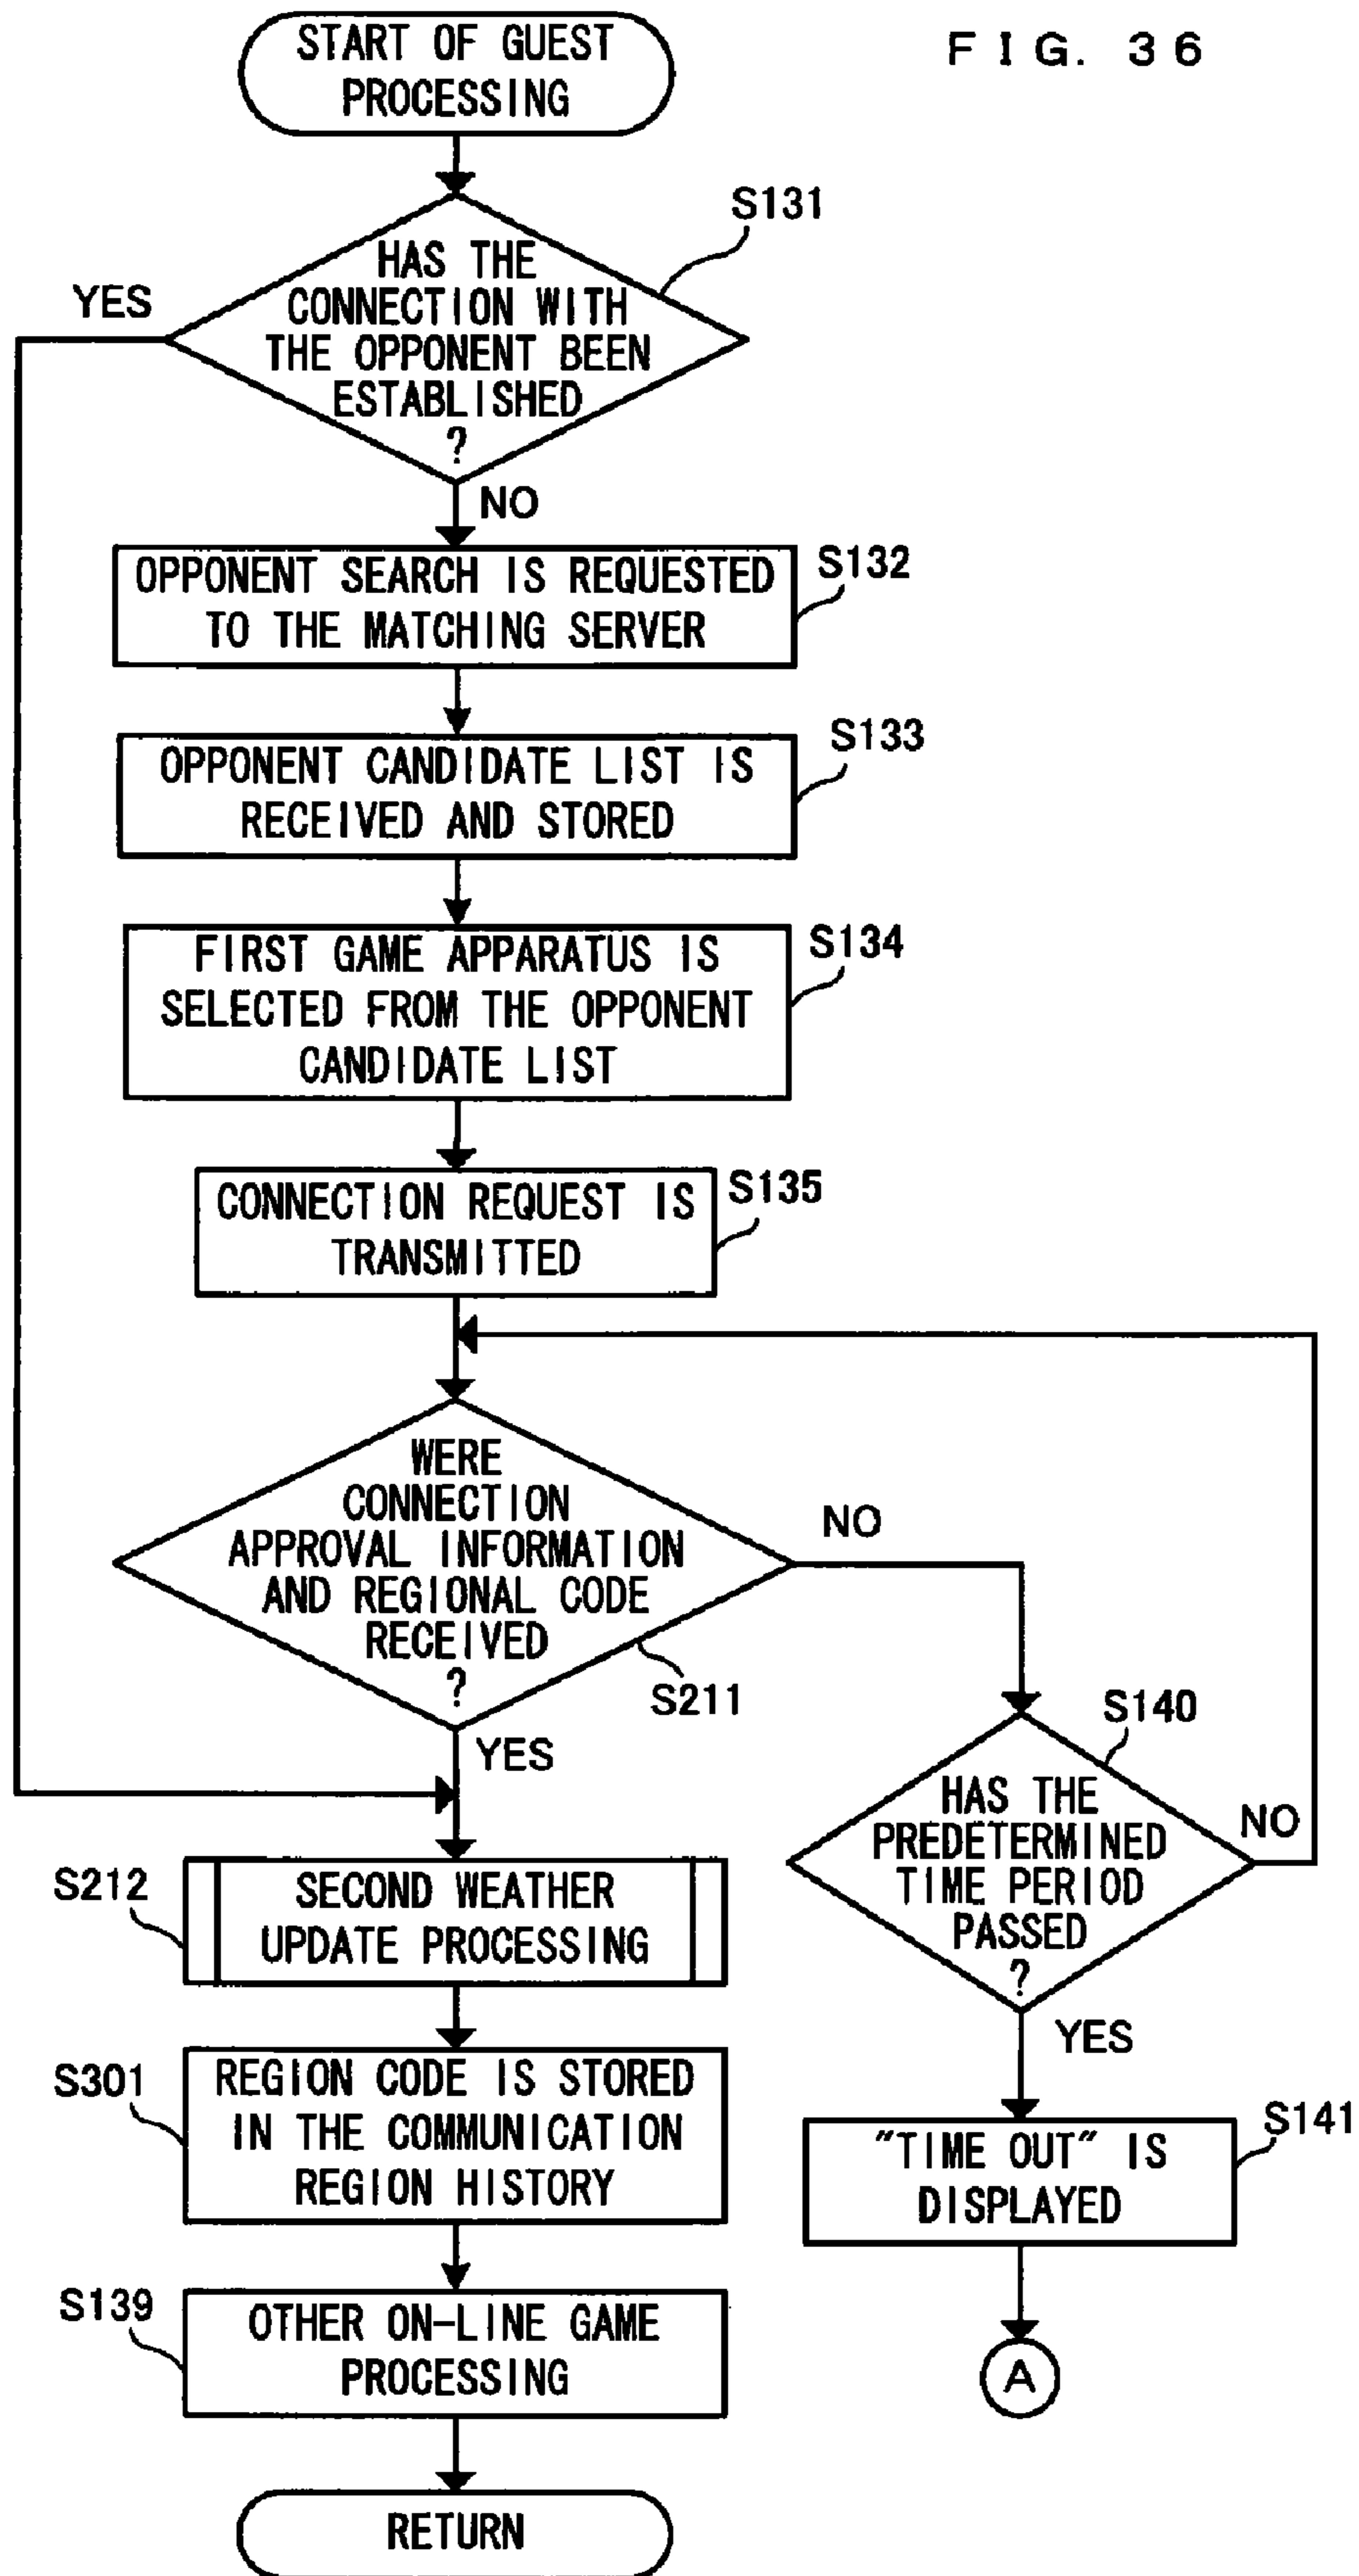 START OF GUEST
PROCESSING
FIG. 36
S131
HAS THE
CONNECTION WITH
THE OPPONENT BEEN
ESTABLISHED
?
YES
NO
OPPONENT SEARCH IS REQUESTED
TO THE MATCHING SERVER
S132
OPPONENT CANDIDATE LIST IS
RECEIVED AND STORED
S133
FIRST GAME APPARATUS IS
SELECTED FROM THE OPPONENT
CANDIDATE LIST
S134
CONNECTION REQUEST IS
TRANSMITTED
S135
WERE
CONNECTION
APPROVAL INFORMATION
AND REGIONAL CODE
RECEIVED
?
NO
S211
YES
S140
HAS THE
PREDETERMINED
TIME PERIOD
PASSED
?
NO
YES
S212
SECOND WEATHER
UPDATE PROCESSING
S301
REGION CODE IS STORED
IN THE COMMUNICATION
REGION HISTORY
S141
"TIME OUT" IS
DISPLAYED
S139
OTHER ON-LINE GAME
PROCESSING
A
RETURN